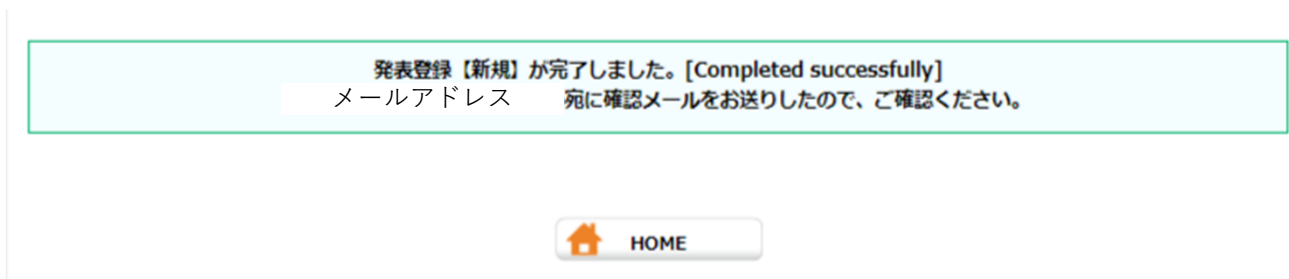 発表登録【新規】が完了しました。[Completed successfully]
メールアドレス 宛に確認メールをお送りしたので、ご確認ください。
HOME